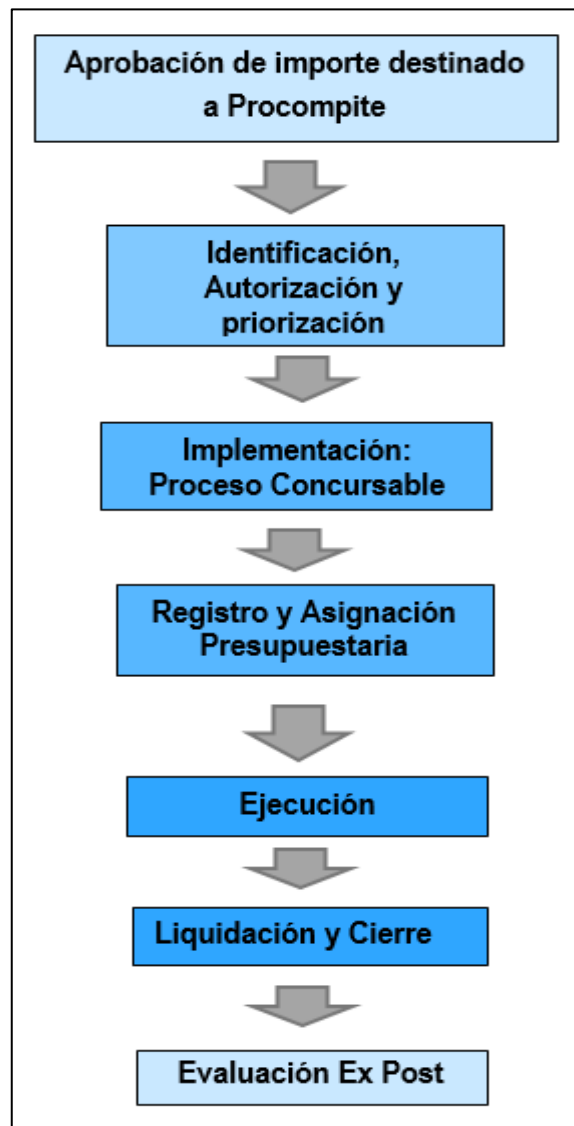 Aprobación de importe destinado
a Procompite
Identificación,
Autorización y
priorización
Implementación:
Proceso Concursable
Registro y Asignación
Presupuestaria
Ejecución
Liquidación y Cierre
Evaluación Ex Post